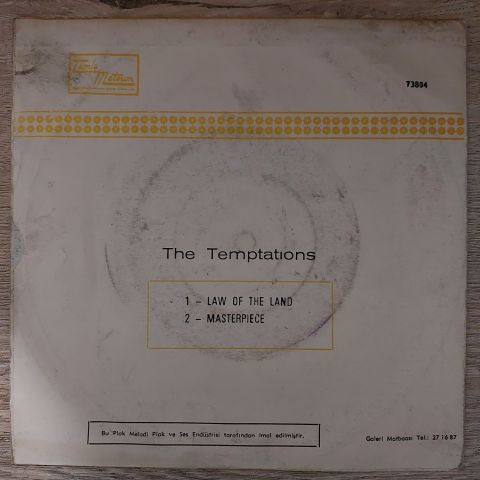 Tamla
Motown
73804
The Temptations
1 - LAW OF THE LAND
2 - MASTERPIECE
Bu Plak Melodi Plak ve Ses Endüstrisi tarafından imal edilmiştir.
Galeri Matbaası Tel.: 27 16 87